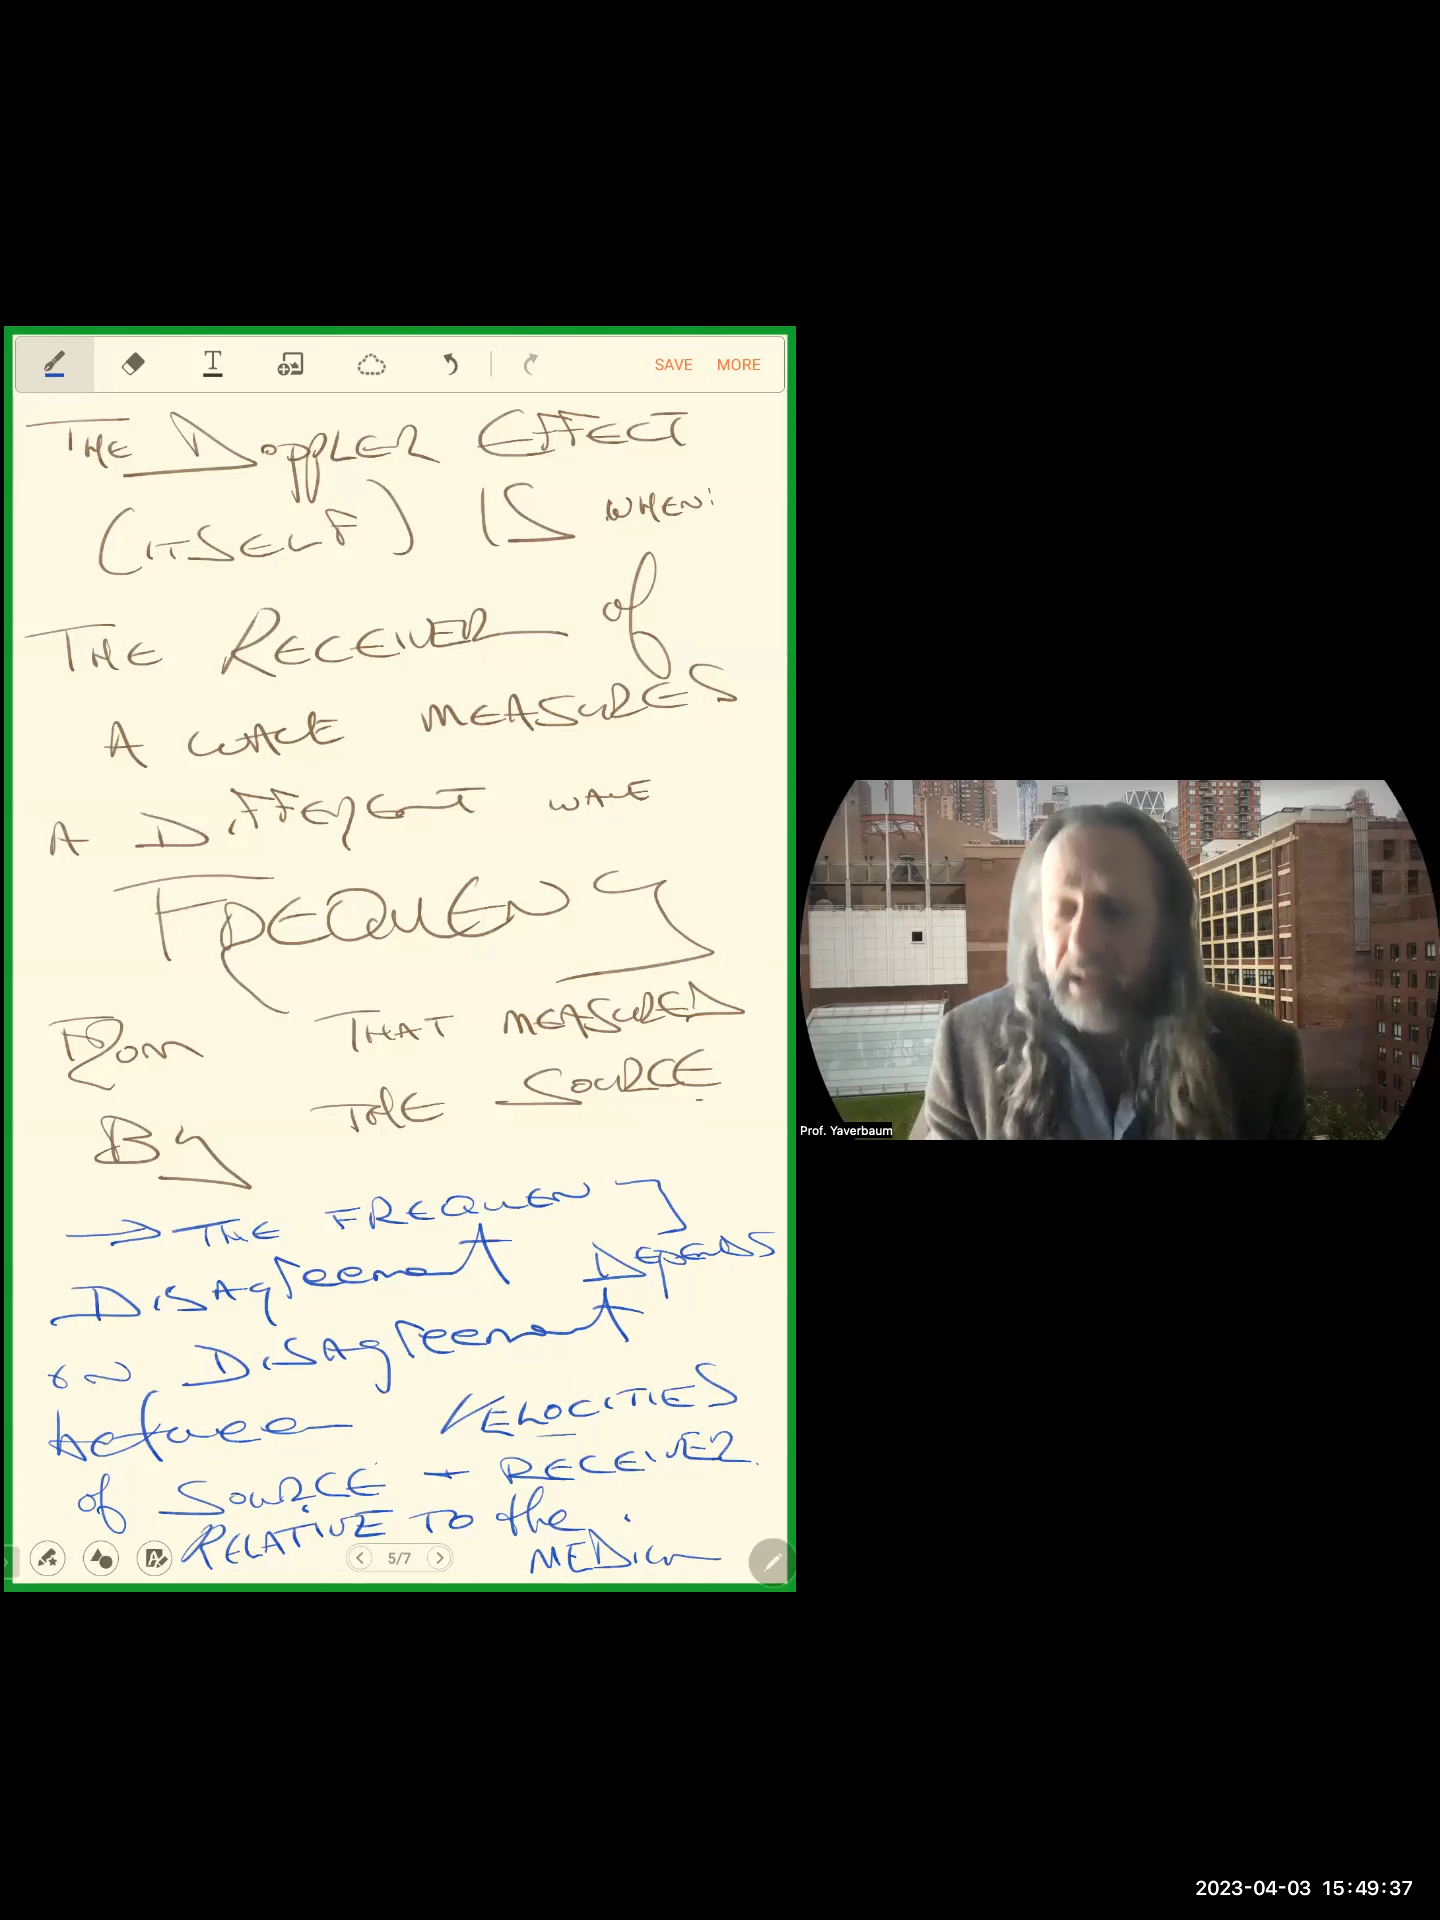 T
SAVE MORE
THE DOPPLER EFFECT
(ITSELF) IS WHEN:
THE RECEIVER of
A WAVE MEASURES
A DIFFERENT WAVE
FREQUENCY
FROM THAT MEASURED
BY THE SOURCE
→ THE FREQUENCY
DISAgreement DEPENDS
ON DISAgreement
between VELOCITIES
of SOURCE + RECEIVER
RELATIVE TO the
MEDIUM
5/7
Prof. Yaverbaum
2023-04-03 15:49:37